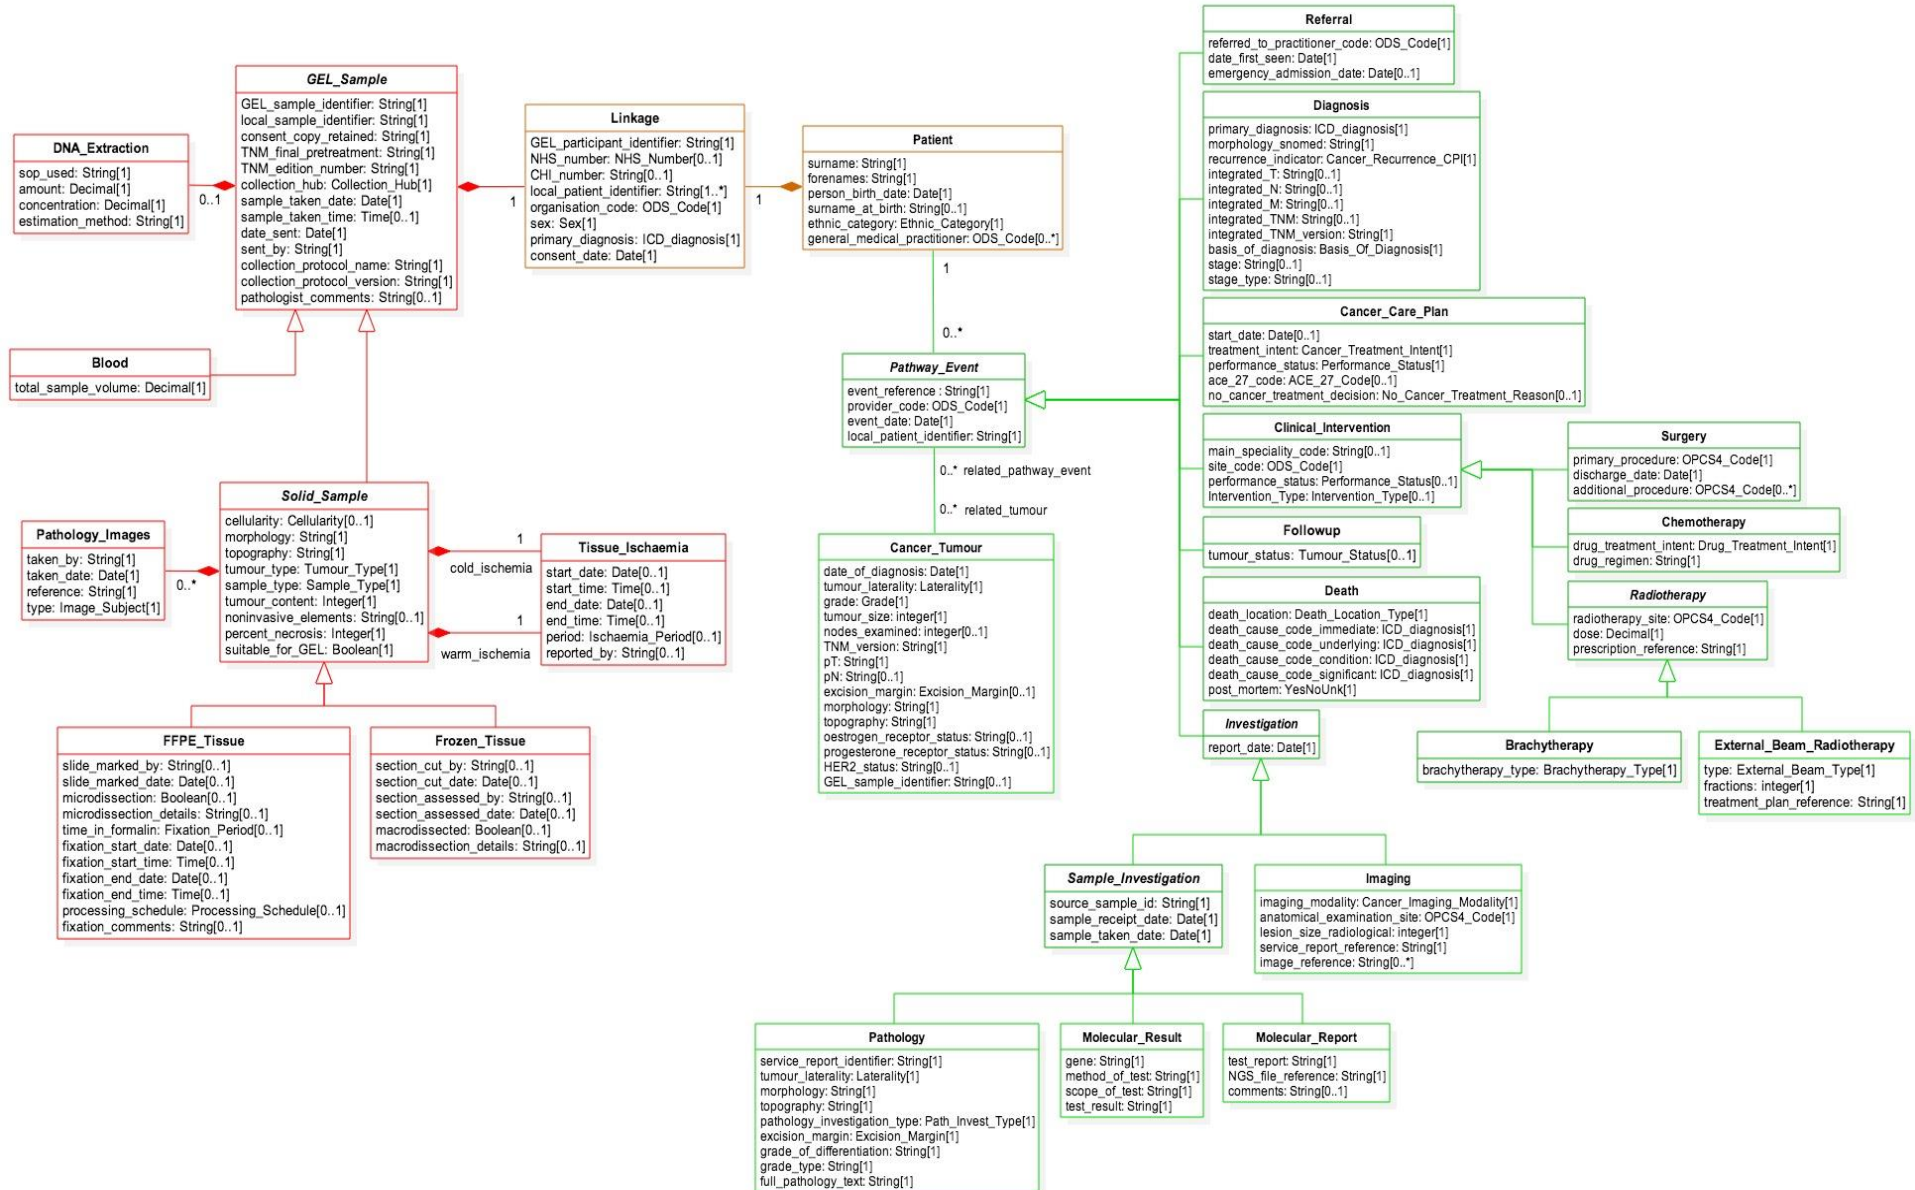 GEL_Sample
GEL_sample_identifier: String[1]
local_sample_identifier: String[1]
consent_copy_retained: String[1]
TNM_final_pretreatment: String[1]
TNM_edition_number: String[1]
collection_hub: Collection_Hub[1]
sample_taken_date: Date[1]
sample_taken_time: Time[0..1]
date_sent: Date[1]
sent_by: String[1]
collection_protocol_name: String[1]
collection_protocol_version: String[1]
pathologist_comments: String[0..1]
DNA_Extraction
sop_used: String[1]
amount: Decimal[1]
concentration: Decimal[1]
estimation_method: String[1]
0..1
Linkage
GEL_participant_identifier: String[1]
NHS_number: NHS_Number[0..1]
CHI_number: String[0..1]
local_patient_identifier: String[1..*]
organisation_code: ODS_Code[1]
sex: Sex[1]
primary_diagnosis: ICD_diagnosis[1]
consent_date: Date[1]
1
Patient
surname: String[1]
forenames: String[1]
person_birth_date: Date[1]
surname_at_birth: String[0..1]
ethnic_category: Ethnic_Category[1]
general_medical_practitioner: ODS_Code[0..*]
1
1
0..*
Blood
total_sample_volume: Decimal[1]
Pathway_Event
event_reference : String[1]
provider_code: ODS_Code[1]
event_date: Date[1]
local_patient_identifier: String[1]
0..* related_pathway_event
0..* related_tumour
Solid_Sample
cellularity: Cellularity[0..1]
morphology: String[1]
topography: String[1]
tumour_type: Tumour_Type[1]
sample_type: Sample_Type[1]
tumour_content: Integer[1]
noninvasive_elements: String[0..1]
percent_necrosis: Integer[1]
suitable_for_GEL: Boolean[1]
Pathology_Images
taken_by: String[1]
taken_date: Date[1]
reference: String[1]
type: Image_Subject[1]
0..*
1
cold_ischemia
1
warm_ischemia
Tissue_Ischaemia
start_date: Date[0..1]
start_time: Time[0..1]
end_date: Date[0..1]
end_time: Time[0..1]
period: Ischaemia_Period[0..1]
reported_by: String[0..1]
FFPE_Tissue
slide_marked_by: String[0..1]
slide_marked_date: Date[0..1]
microdissection: Boolean[0..1]
microdissection_details: String[0..1]
time_in_formalin: Fixation_Period[0..1]
fixation_start_date: Date[0..1]
fixation_start_time: Time[0..1]
fixation_end_date: Date[0..1]
fixation_end_time: Time[0..1]
processing_schedule: Processing_Schedule[0..1]
fixation_comments: String[0..1]
Frozen_Tissue
section_cut_by: String[0..1]
section_cut_date: Date[0..1]
section_assessed_by: String[0..1]
section_assessed_date: Date[0..1]
macrodissected: Boolean[0..1]
macrodissection_details: String[0..1]
Cancer_Tumour
date_of_diagnosis: Date[1]
tumour_laterality: Laterality[1]
grade: Grade[1]
tumour_size: integer[1]
nodes_examined: integer[0..1]
TNM_version: String[1]
pT: String[1]
pN: String[0..1]
excision_margin: Excision_Margin[0..1]
morphology: String[1]
topography: String[1]
oestrogen_receptor_status: String[0..1]
progesterone_receptor_status: String[0..1]
HER2_status: String[0..1]
GEL_sample_identifier: String[0..1]
Referral
referred_to_practitioner_code: ODS_Code[1]
date_first_seen: Date[1]
emergency_admission_date: Date[0..1]
Diagnosis
primary_diagnosis: ICD_diagnosis[1]
morphology_snomed: String[1]
recurrence_indicator: Cancer_Recurrence_CPI[1]
integrated_T: String[0..1]
integrated_N: String[0..1]
integrated_M: String[0..1]
integrated_TNM: String[0..1]
integrated_TNM_version: String[1]
basis_of_diagnosis: Basis_Of_Diagnosis[1]
stage: String[0..1]
stage_type: String[0..1]
Cancer_Care_Plan
start_date: Date[0..1]
treatment_intent: Cancer_Treatment_Intent[1]
performance_status: Performance_Status[1]
ace_27_code: ACE_27_Code[0..1]
no_cancer_treatment_decision: No_Cancer_Treatment_Reason[0..1]
Clinical_Intervention
main_speciality_code: String[0..1]
site_code: ODS_Code[1]
performance_status: Performance_Status[0..1]
Intervention_Type: Intervention_Type[0..1]
Surgery
primary_procedure: OPCS4_Code[1]
discharge_date: Date[1]
additional_procedure: OPCS4_Code[0..*]
Chemotherapy
drug_treatment_intent: Drug_Treatment_Intent[1]
drug_regimen: String[1]
Radiotherapy
radiotherapy_site: OPCS4_Code[1]
dose: Decimal[1]
prescription_reference: String[1]
Followup
tumour_status: Tumour_Status[0..1]
Death
death_location: Death_Location_Type[1]
death_cause_code_immediate: ICD_diagnosis[1]
death_cause_code_underlying: ICD_diagnosis[1]
death_cause_code_condition: ICD_diagnosis[1]
death_cause_code_significant: ICD_diagnosis[1]
post_mortem: YesNoUnk[1]
Investigation
report_date: Date[1]
Brachytherapy
brachytherapy_type: Brachytherapy_Type[1]
External_Beam_Radiotherapy
type: External_Beam_Type[1]
fractions: integer[1]
treatment_plan_reference: String[1]
Sample_Investigation
source_sample_id: String[1]
sample_receipt_date: Date[1]
sample_taken_date: Date[1]
Imaging
imaging_modality: Cancer_Imaging_Modality[1]
anatomical_examination_site: OPCS4_Code[1]
lesion_size_radiological: integer[1]
service_report_reference: String[1]
image_reference: String[0..*]
Pathology
service_report_identifier: String[1]
tumour_laterality: Laterality[1]
morphology: String[1]
topography: String[1]
pathology_investigation_type: Path_Invest_Type[1]
excision_margin: Excision_Margin[1]
grade_of_differentiation: String[1]
grade_type: String[1]
full_pathology_text: String[1]
Molecular_Result
gene: String[1]
method_of_test: String[1]
scope_of_test: String[1]
test_result: String[1]
Molecular_Report
test_report: String[1]
NGS_file_reference: String[1]
comments: String[0..1]